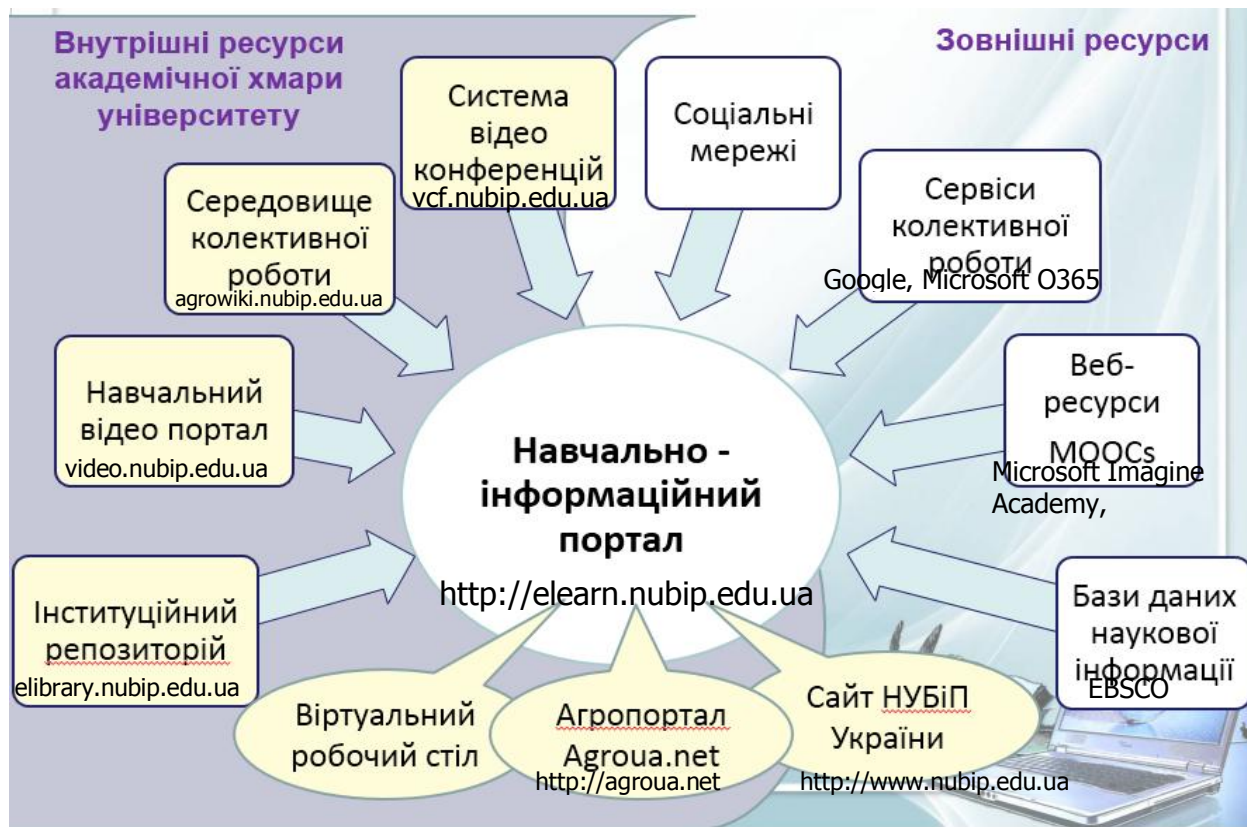 Внутрішні ресурси
академічної хмари
університету
Зовнішні ресурси
Система
відео
конференцій
vcf.nubip.edu.ua
Соціальні
мережі
Середовище
колективної
роботи
agrowiki.nubip.edu.ua
Сервіси
колективної
роботи
Google, Microsoft O365
Навчальний
відео портал
video.nubip.edu.ua
Веб-
ресурси
MOOCs
Microsoft Imagine
Academy,
Навчально -
інформаційний
портал
http://elearn.nubip.edu.ua
Інституційний
репозиторій
elibrary.nubip.edu.ua
Бази даних
наукової
інформації
EBSCO
Віртуальний
робочий стіл
Агропортал
Agroua.net
http://agroua.net
Сайт НУБіП
України
http://www.nubip.edu.ua